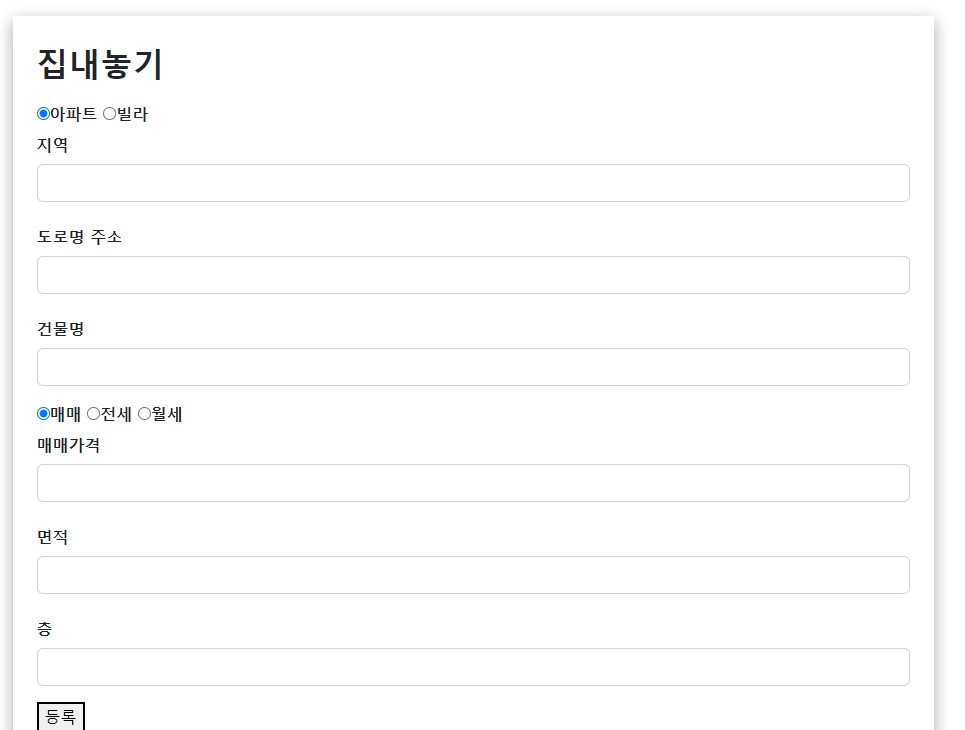 집내놓기
아파트 빌라
지역
도로명 주소
건물명
매매 전세 월세
매매가격
면적
층
등록